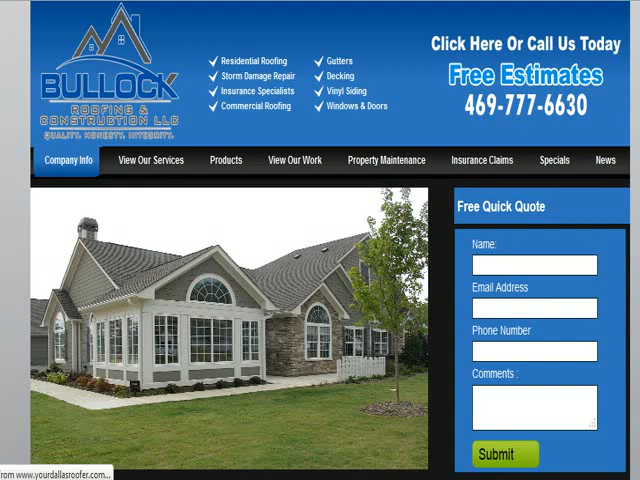 BULLOCK
ROOFING &
CONSTRUCTION LLC
QUALITY. HONESTY. INTEGRITY.
Residential Roofing
Storm Damage Repair
Insurance Specialists
Commercial Roofing
Gutters
Decking
Vinyl Siding
Windows & Doors
Click Here Or Call Us Today
Free Estimates
469-777-6630
Company Info View Our Services Products View Our Work Property Maintenance Insurance Claims Specials News
Free Quick Quote
Name:
Email Address
Phone Number
Comments :
Submit
from www.yourdallasroofer.com...